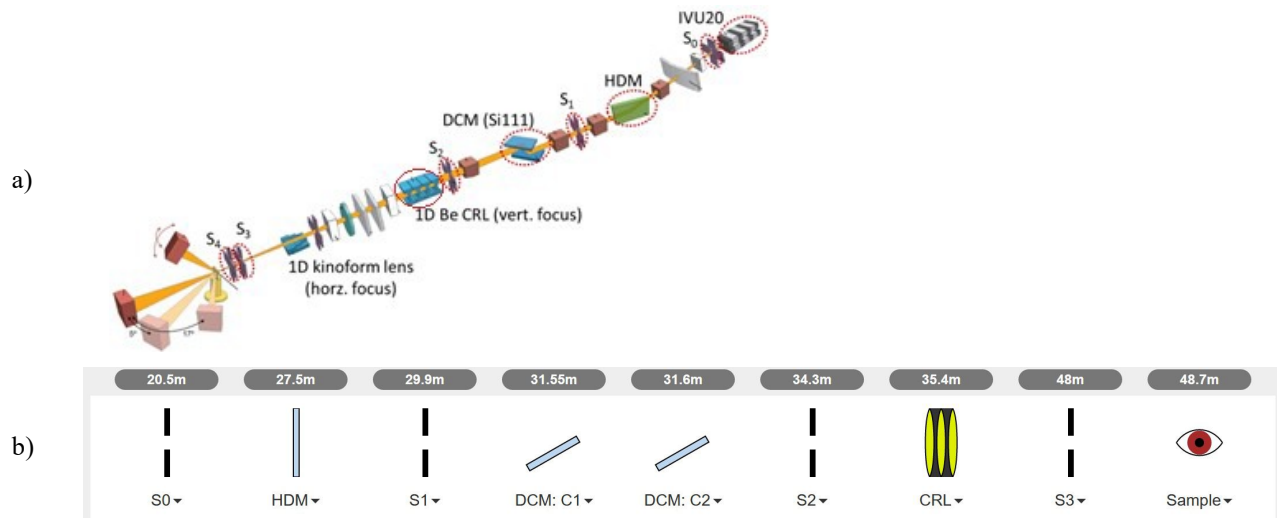 a)
IVU20
S0
HDM
S1
DCM (Si111)
S2
1D Be CRL (vert. focus)
S3
S4
1D kinoform lens
(horz. focus)
0°
57°
b)
20.5m 27.5m 29.9m 31.55m 31.6m 34.3m 35.4m 48m 48.7m
S0 HDM S1 DCM: C1 DCM: C2 S2 CRL S3 Sample